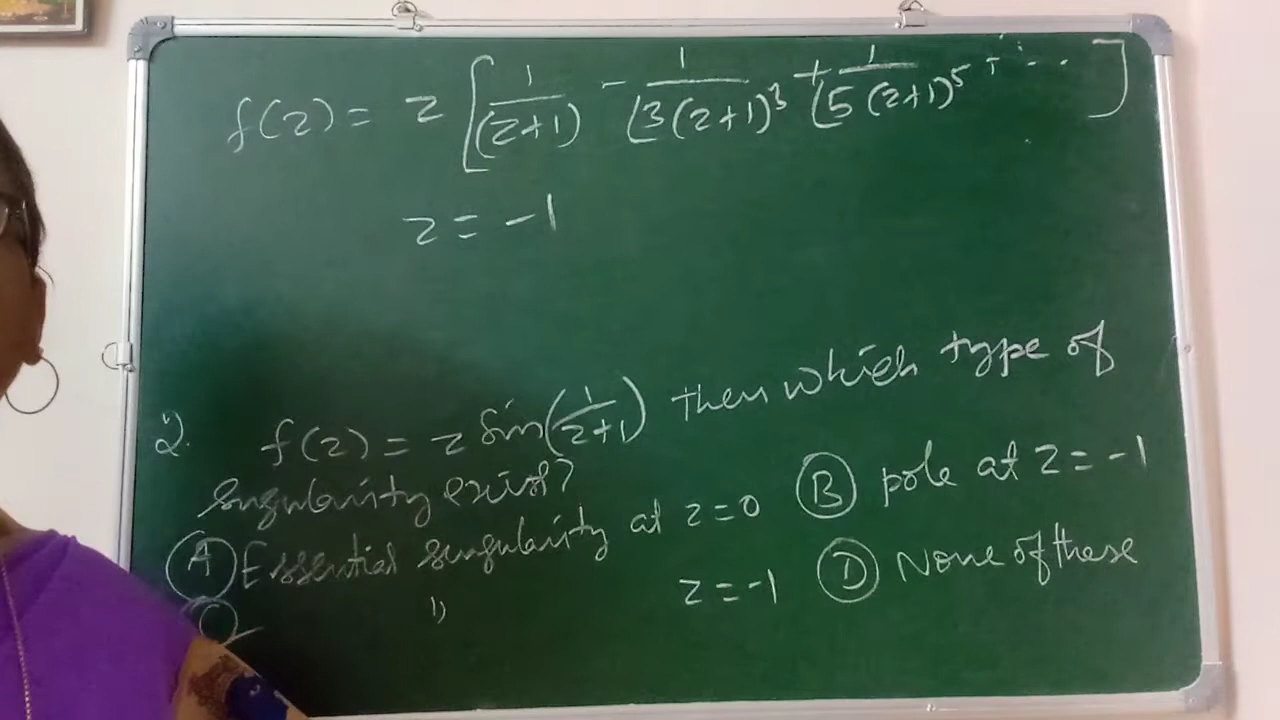 f(z) = z [ 1/(z+1) - 1/(⌊3 (z+1)^3) + 1/(⌊5 (z+1)^5) + .... ]
z = -1
2. f(z) = z Sin(1/(z+1)) then which type of
singularity exist?
(A) Essential singularity at z=0 (B) pole at z=-1
(C) " z=-1 (D) None of these